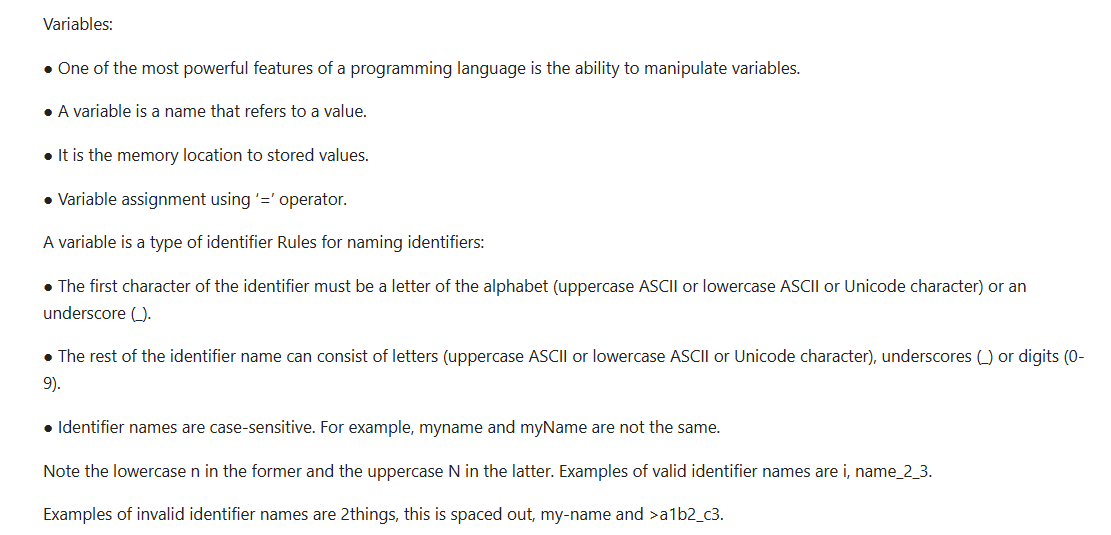 Variables:
● One of the most powerful features of a programming language is the ability to manipulate variables.
● A variable is a name that refers to a value.
● It is the memory location to stored values.
● Variable assignment using ‘=’ operator.
A variable is a type of identifier Rules for naming identifiers:
● The first character of the identifier must be a letter of the alphabet (uppercase ASCII or lowercase ASCII or Unicode character) or an
underscore (_).
● The rest of the identifier name can consist of letters (uppercase ASCII or lowercase ASCII or Unicode character), underscores (_) or digits (0-
9).
● Identifier names are case-sensitive. For example, myname and myName are not the same.
Note the lowercase n in the former and the uppercase N in the latter. Examples of valid identifier names are i, name_2_3.
Examples of invalid identifier names are 2things, this is spaced out, my-name and >a1b2_c3.